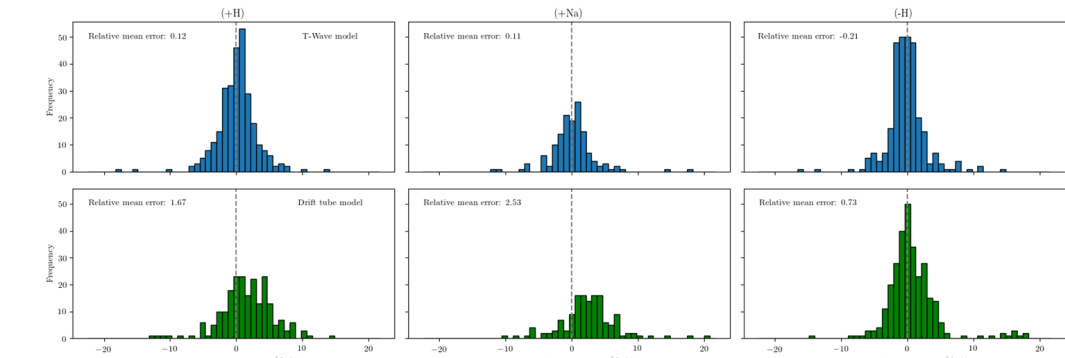 (+H) (+Na) (-H)
Relative mean error: 0.12 T-Wave model Relative mean error: 0.11 Relative mean error: -0.21
50
40
30
20
10
0
Frequency
Relative mean error: 1.67 Drift tube model Relative mean error: 2.53 Relative mean error: 0.73
50
40
30
20
10
0
Frequency
−20 −10 0 10 20 −20 −10 0 10 20 −20 −10 0 10 20